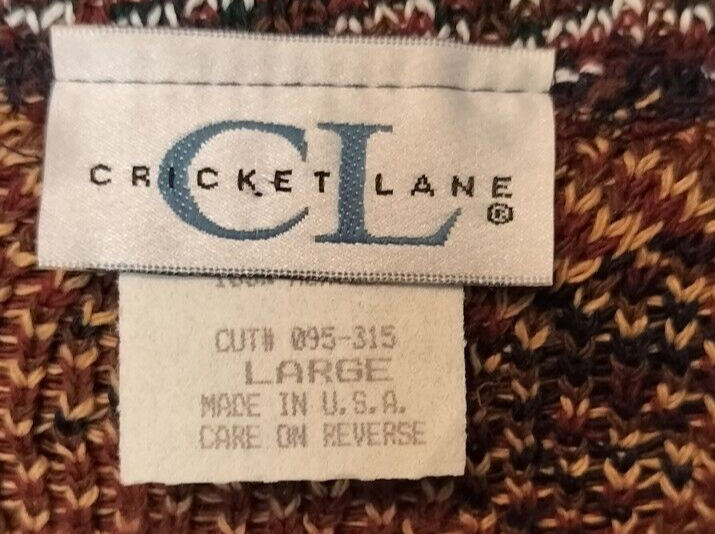 CL
CRICKET LANE ®
CUT# 095-315
LARGE
MADE IN U.S.A.
CARE ON REVERSE